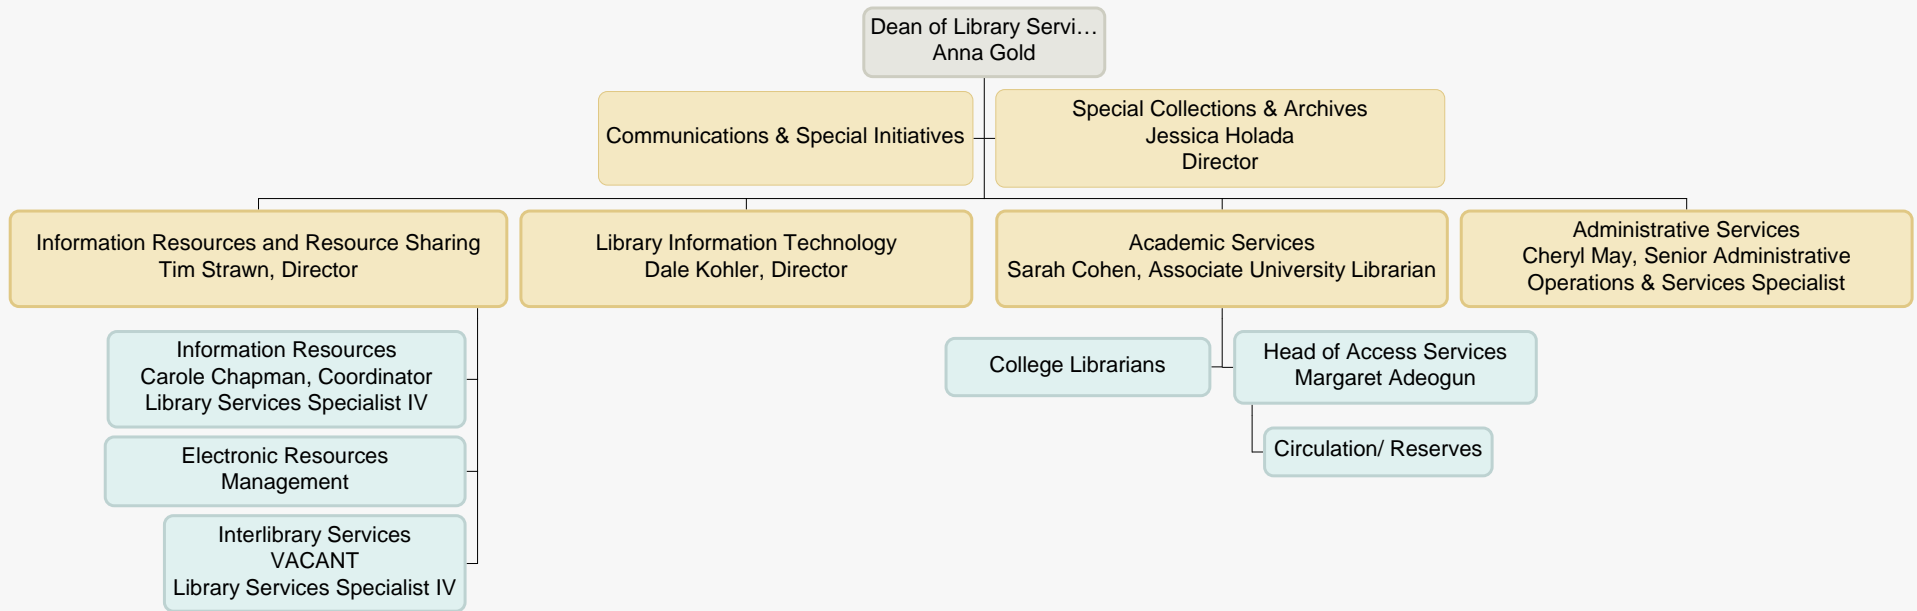 Dean of Library Servi...
Anna Gold
Communications & Special Initiatives
Special Collections & Archives
Jessica Holada
Director
Information Resources and Resource Sharing
Tim Strawn, Director
Library Information Technology
Dale Kohler, Director
Academic Services
Sarah Cohen, Associate University Librarian
Administrative Services
Cheryl May, Senior Administrative
Operations & Services Specialist
Information Resources
Carole Chapman, Coordinator
Library Services Specialist IV
Electronic Resources
Management
Interlibrary Services
VACANT
Library Services Specialist IV
College Librarians
Head of Access Services
Margaret Adeogun
Circulation/ Reserves